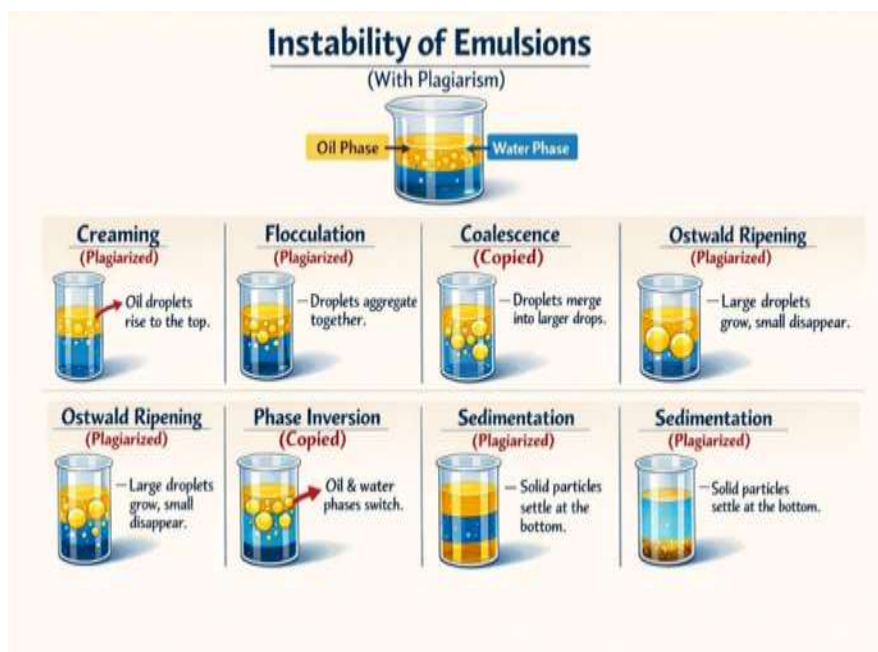 Instability of Emulsions
(With Plagiarism)
Oil Phase
Water Phase
Creaming
(Plagiarized)
Oil droplets
rise to the top.
Flocculation
(Plagiarized)
Droplets aggregate
together.
Coalescence
(Copied)
Droplets merge
into larger drops.
Ostwald Ripening
(Plagiarized)
Large droplets
grow, small disappear.
Ostwald Ripening
(Plagiarized)
Large droplets
grow, small
disappear.
Phase Inversion
(Copied)
Oil & water
phases switch.
Sedimentation
(Plagiarized)
Solid particles
settle at the
bottom.
Sedimentation
(Plagiarized)
Solid particles
settle at the bottom.